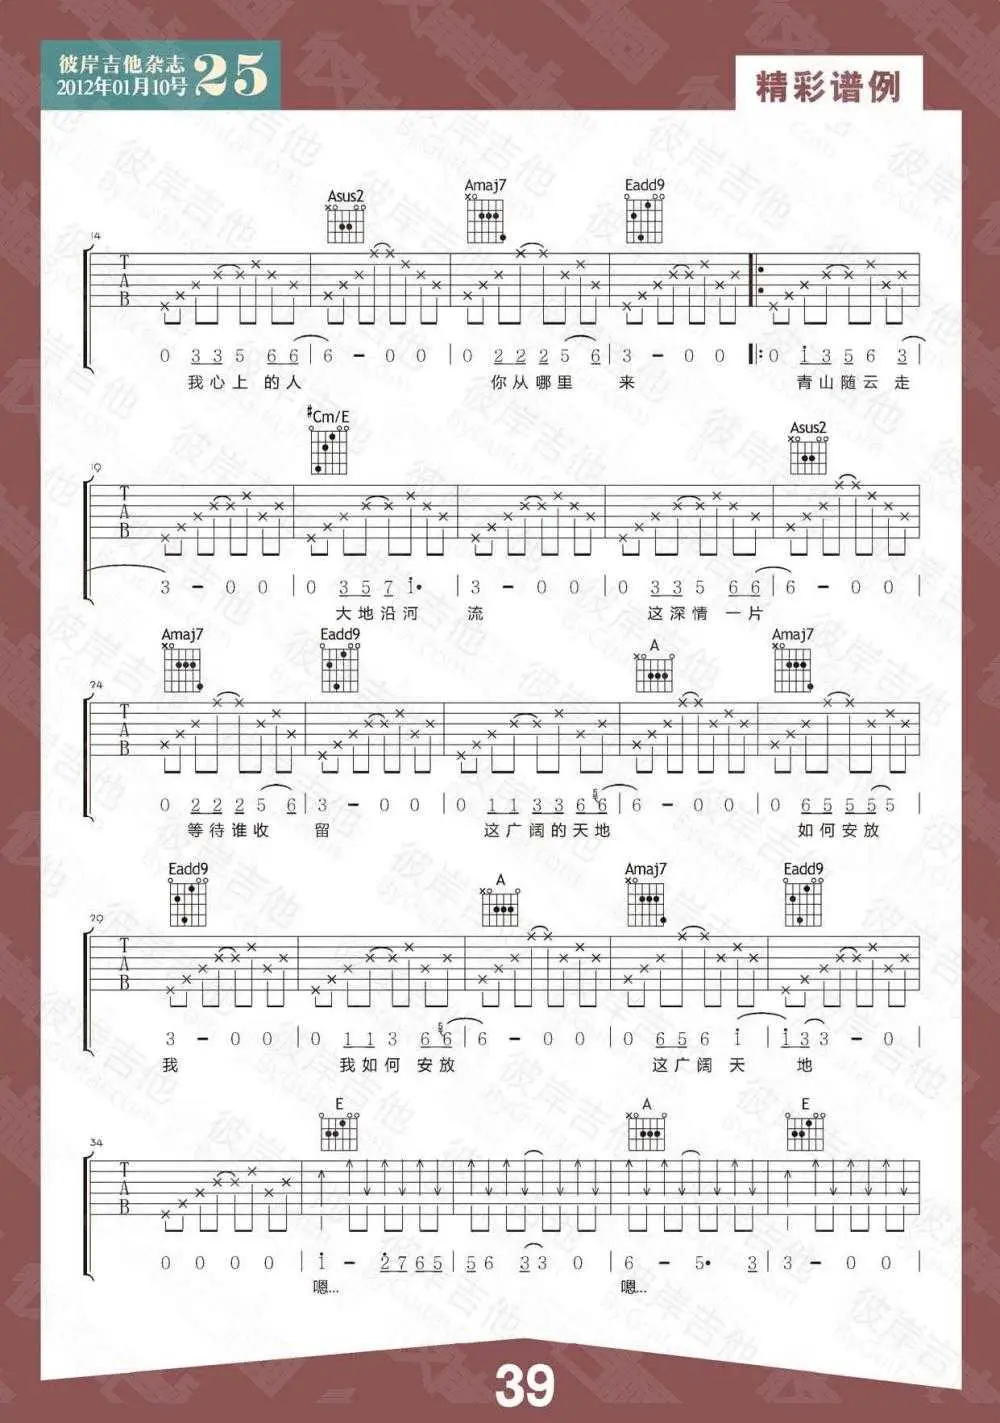 彼岸吉他杂志
2012年01月10号 25
精彩谱例
Asus2 Amaj7 Eadd9
14
T
A
B
0 3 3 5 6 6 | 6 - 0 0 | 0 2 2 2 5 6 | 3 - 0 0 |: 0 1 3 5 6 3
我心上的人 你从哪里来 青山随云走
#Cm/E Asus2
19
T
A
B
3 - 0 0 | 0 3 5 7 1• | 3 - 0 0 | 0 3 3 5 6 6 | 6 - 0 0
大地沿河流 这深情一片
Amaj7 Eadd9 A Amaj7
24
T
A
B
0 2 2 2 5 6 | 3 - 0 0 | 0 1 1 3 3 6 6 | 6 - 0 0 | 0 6 5 5 5 5
等待谁收留 这广阔的天地 如何安放
Eadd9 A Amaj7 Eadd9
29
T
A
B
3 - 0 0 | 0 1 1 3 6 6 | 6 - 0 0 | 0 6 5 6 1 | 1 3 3 - 0
我 我如何安放 这广阔天地
E A E
34
T
A
B
0 0 0 0 | 1 - 2 7 6 5 | 5 6 3 3 0 | 6 - 5• 3 | 3 - 0 0
嗯... 嗯...
39